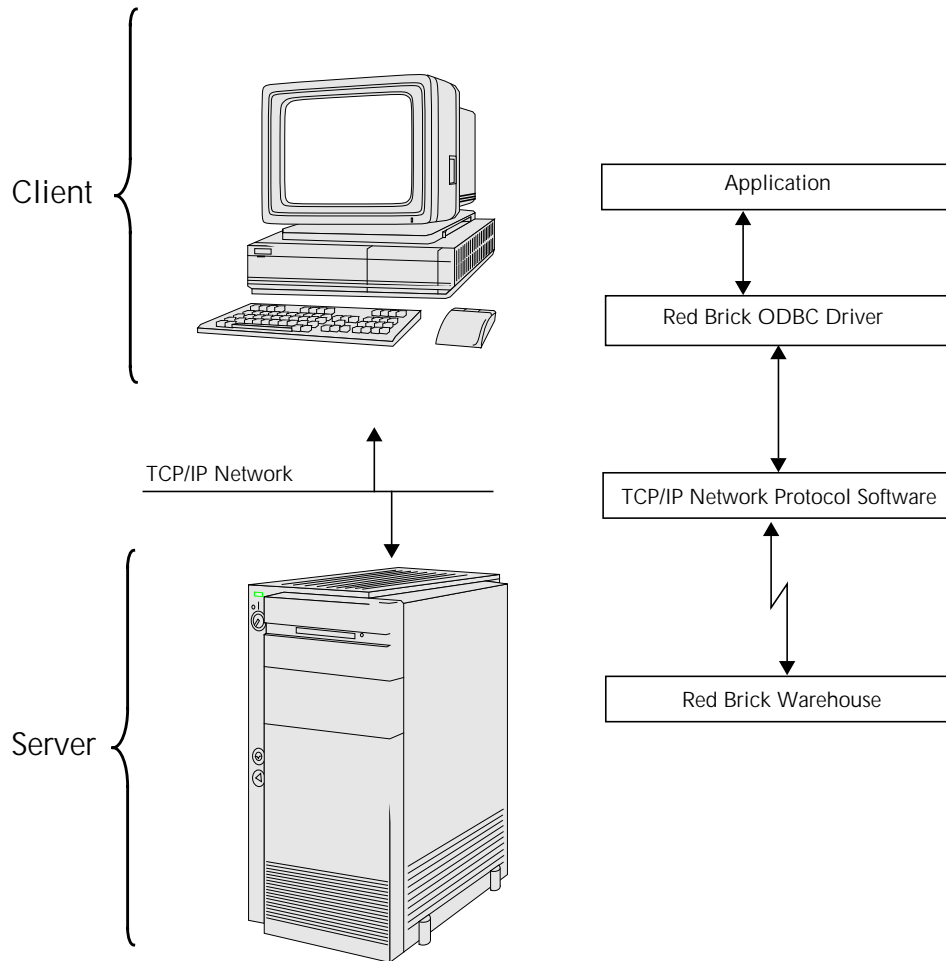 Client
Application
Red Brick ODBC Driver
TCP/IP Network
TCP/IP Network Protocol Software
Red Brick Warehouse
Server